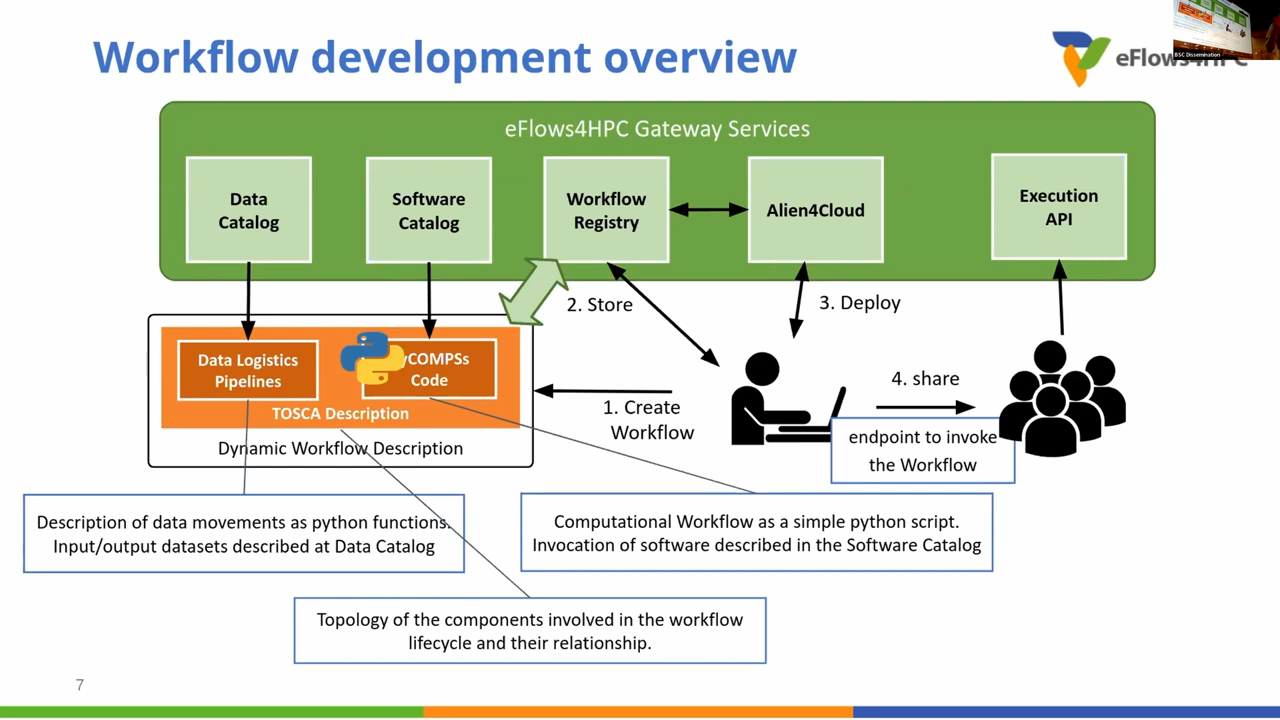 Workflow development overview
eFlows4HPC
BSC Dissemination
eFlows4HPC Gateway Services
Data
Catalog
Software
Catalog
Workflow
Registry
Alien4Cloud
Execution
API
2. Store
3. Deploy
Data Logistics
Pipelines
yCOMPSs
Code
TOSCA Description
Dynamic Workflow Description
1. Create
Workflow
4. share
endpoint to invoke
the Workflow
Description of data movements as python functions.
Input/output datasets described at Data Catalog
Computational Workflow as a simple python script.
Invocation of software described in the Software Catalog
Topology of the components involved in the workflow
lifecycle and their relationship.
7